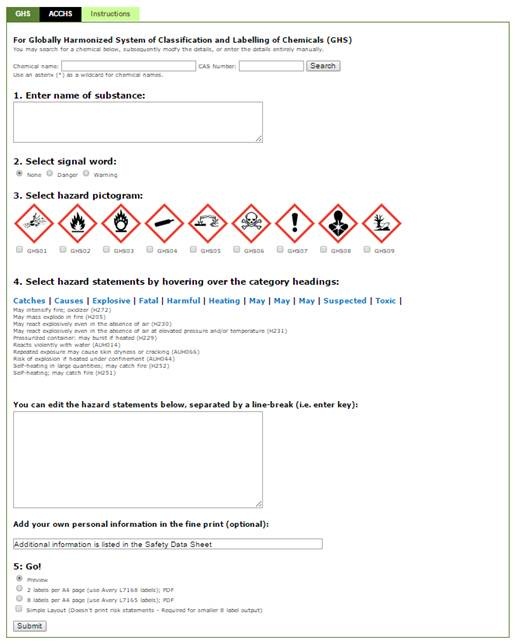 GHS ACCHS Instructions
For Globally Harmonized System of Classification and Labelling of Chemicals (GHS)
You may search for a chemical below, subsequently modfy the details, or enter the details entirely manually.
Chemical name: CAS Number: Search
Use an asterix (*) as a wildcard for chemical names.
1. Enter name of substance:
2. Select signal word:
None Danger Warning
3. Select hazard pictogram:
GHS01 GHS02 GHS03 GHS04 GHS05 GHS06 GHS07 GHS08 GHS09
4. Select hazard statements by hovering over the category headings:
Catches | Causes | Explosive | Fatal | Harmful | Heating | May | May | May | Suspected | Toxic |
May intensify fire; oxidizer (H272)
May mass explode in fire (H205)
May react explosively even in the absence of air (H230)
May react explosively even in the absence of air at elevated pressure and/or temperature (H231)
Pressurized container: may burst if heated (H229)
Reacts violently with water (AUH014)
Repeated exposure may cause skin dryness or cracking (AUH066)
Risk of explosion if heated under confinement (AUH044)
Self-heating in large quantities; may catch fire (H252)
Self-heating; may catch fire (H251)
You can edit the hazard statements below, separated by a line-break (i.e. enter key):
Add your own personal information in the fine print (optional):
Additional information is listed in the Safety Data Sheet
5: Go!
Preview
2 labels per A4 page (use Avery L7168 labels); PDF
8 labels per A4 page (use Avery L7165 labels); PDF
Simple Layout (Doesn't print risk statements - Required for smaller 8 label output)
Submit